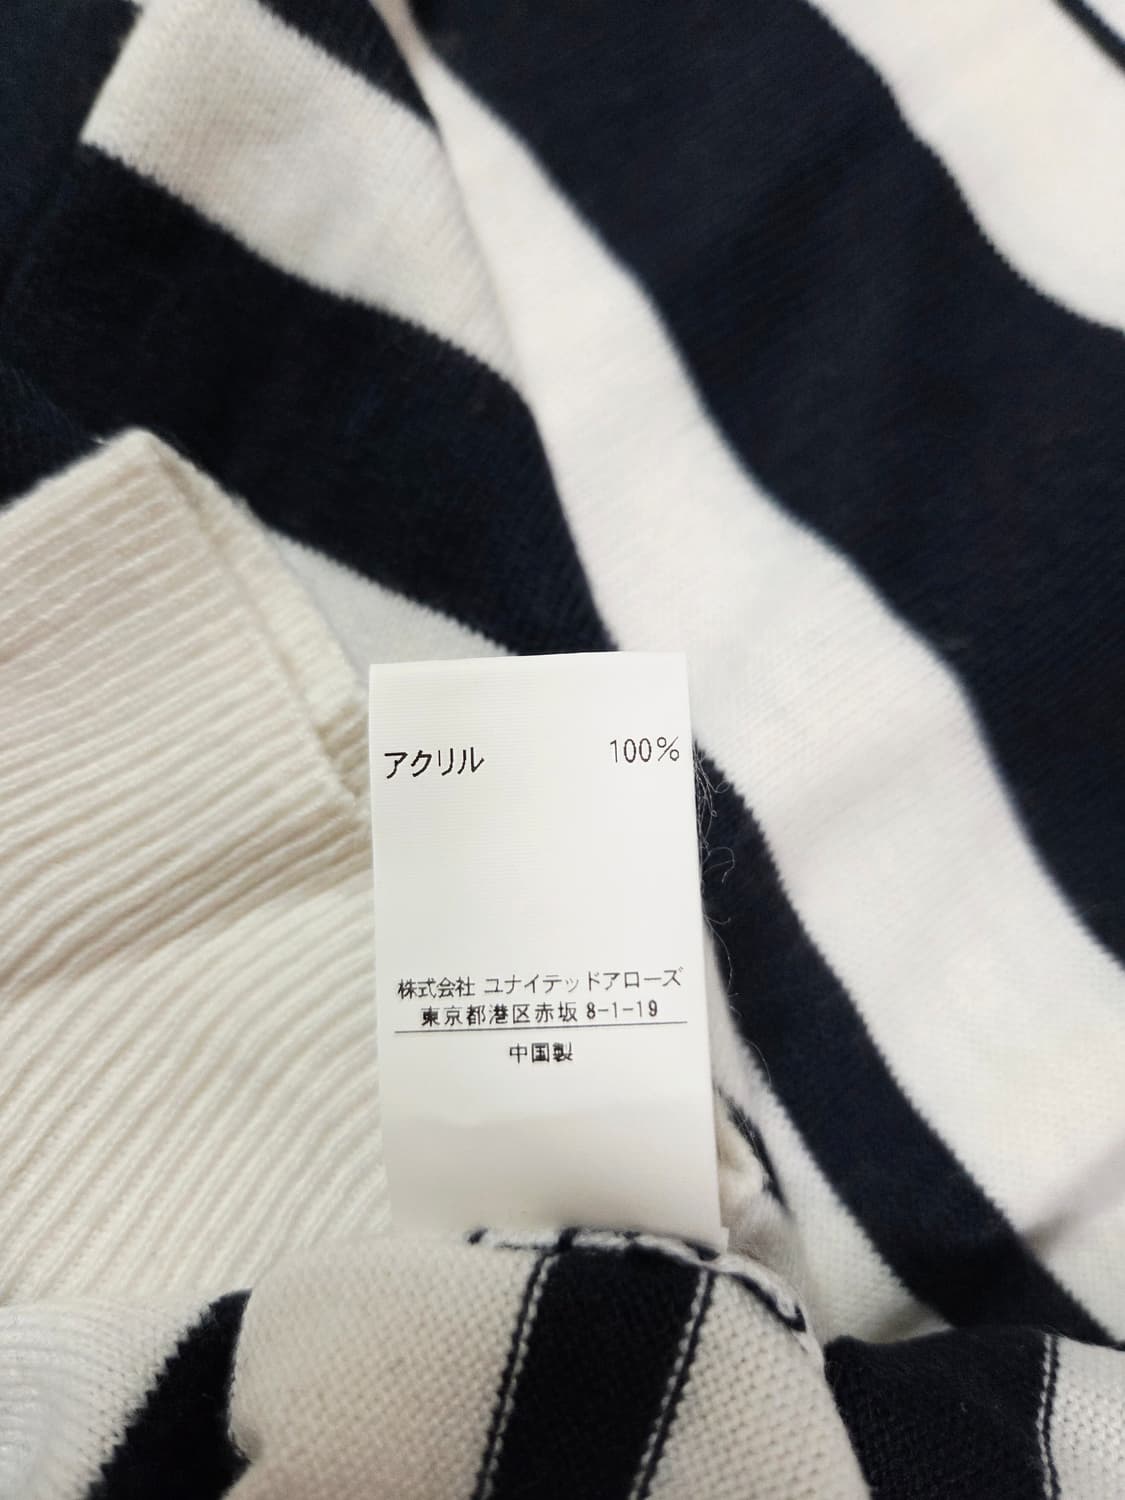 アクリル 100%
株式会社 ユナイテッドアローズ
東京都港区赤坂 8-1-19
中国製